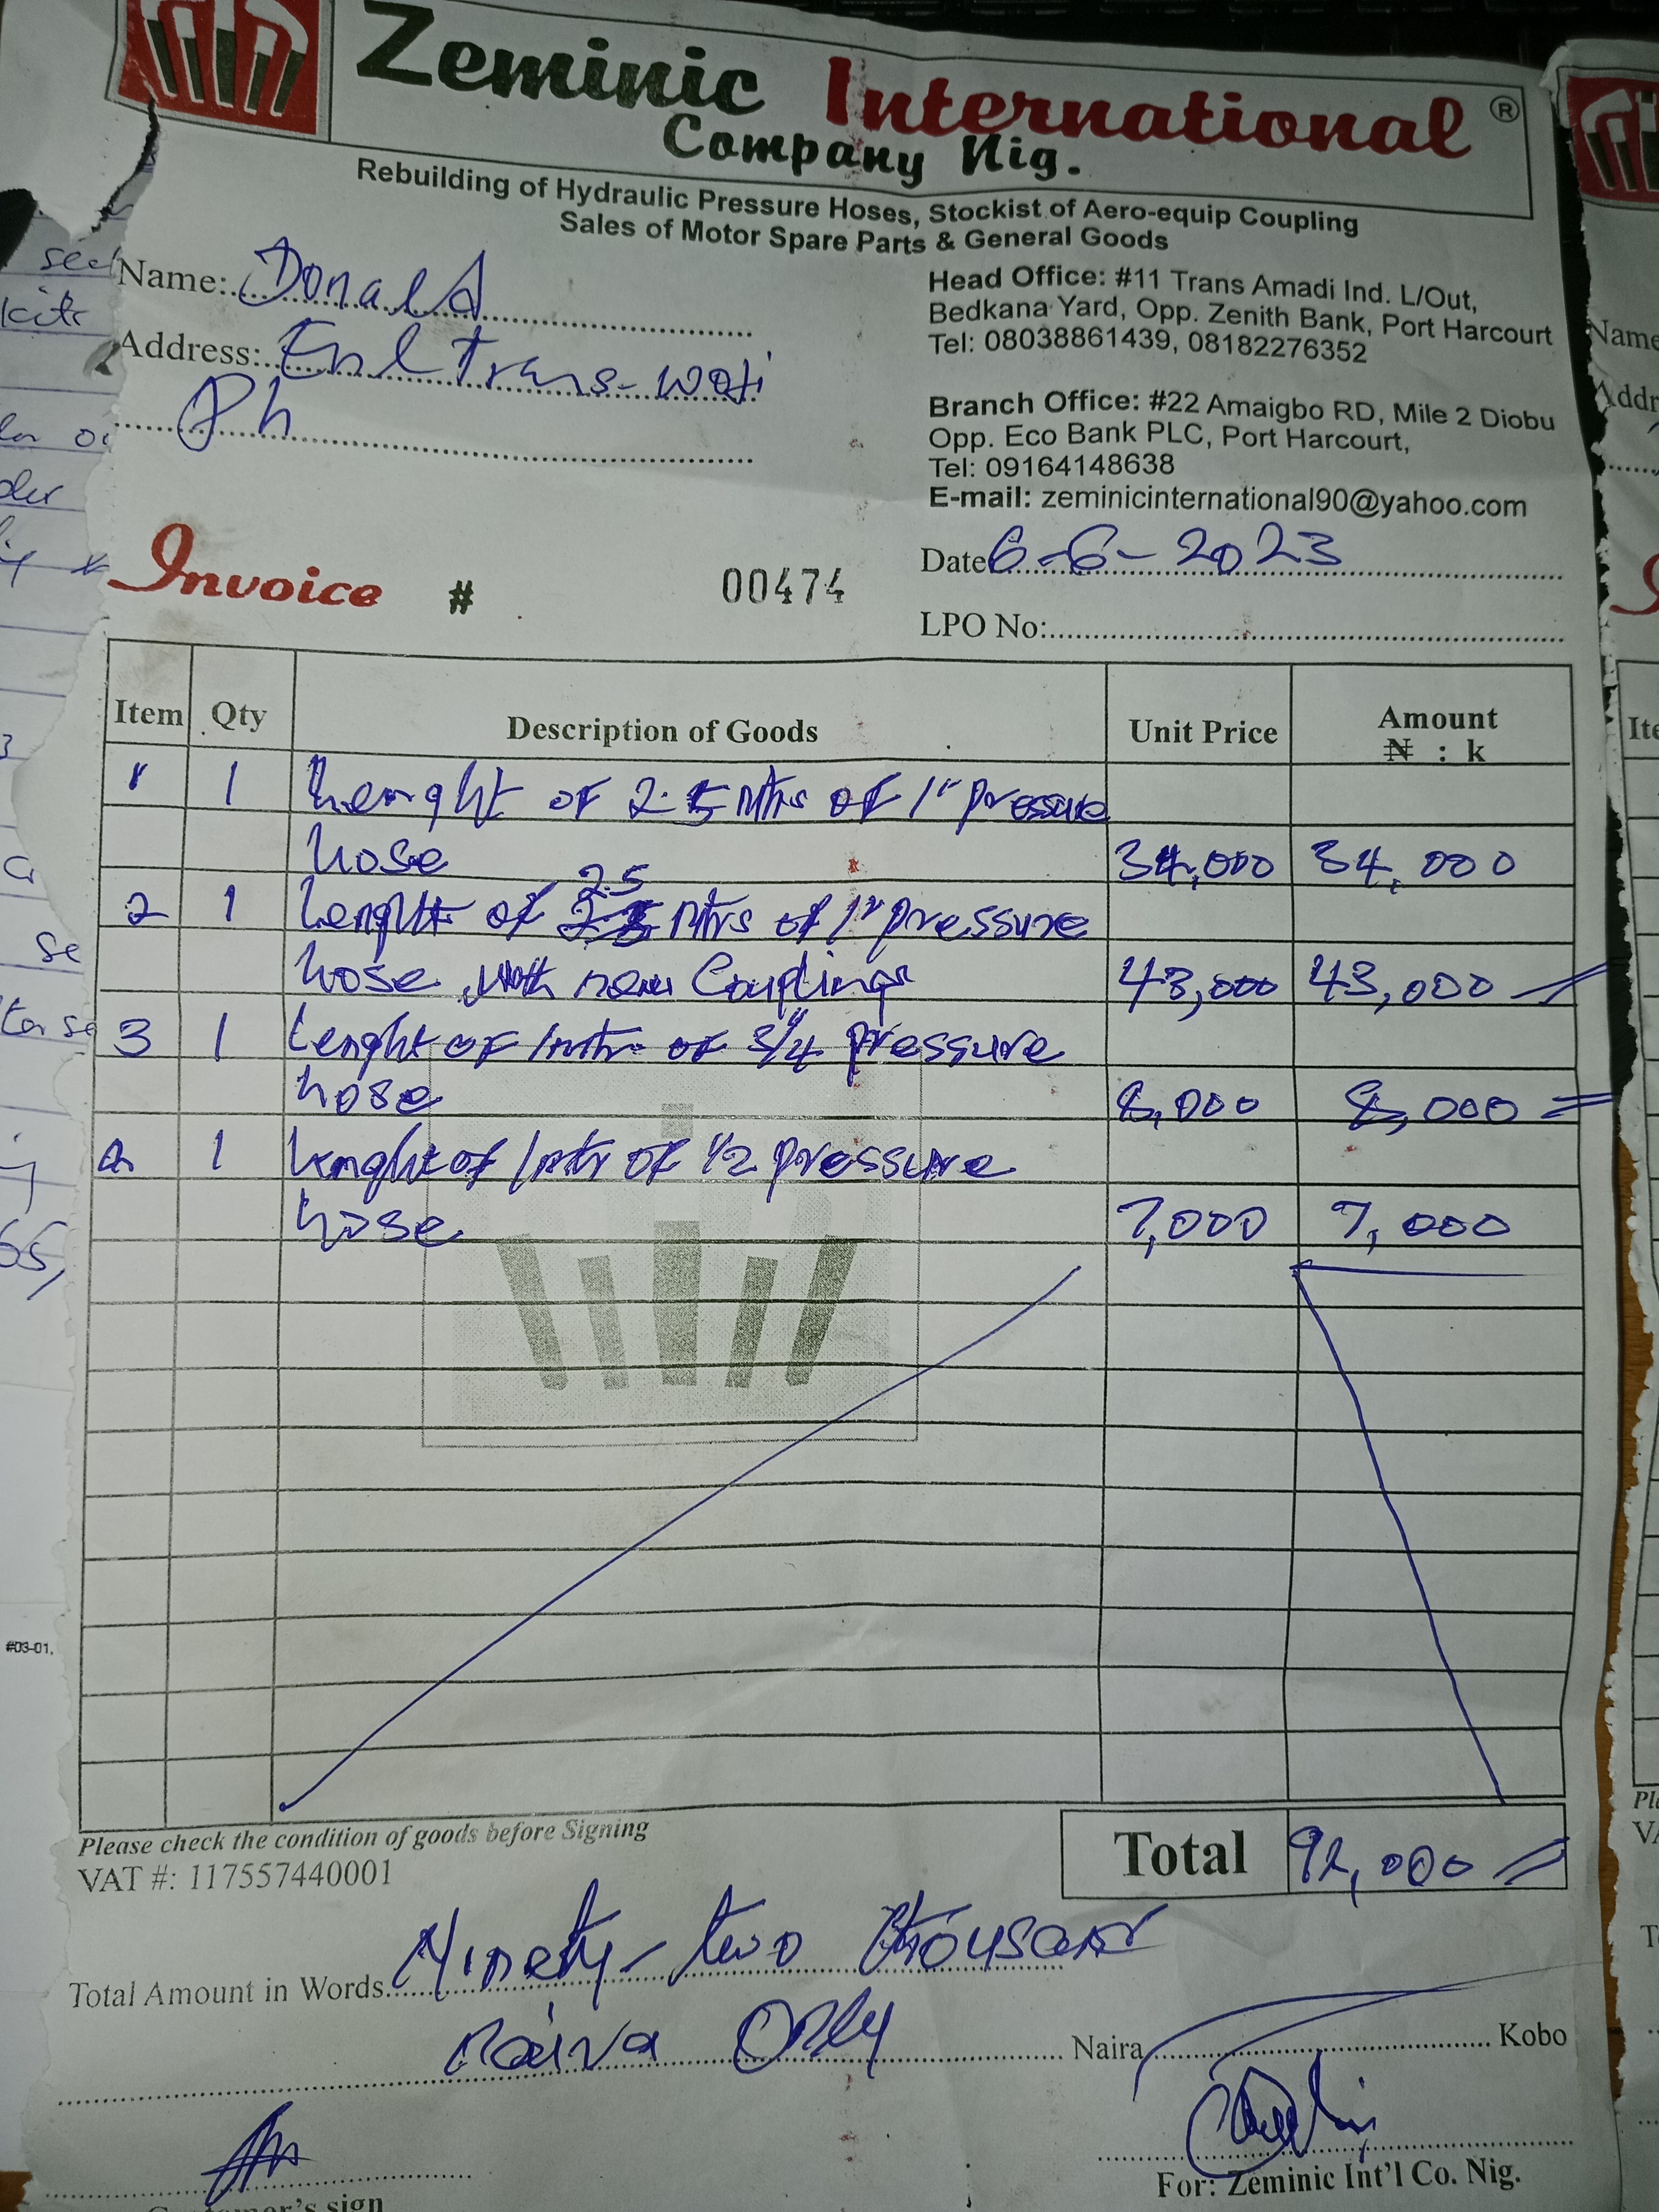 Zeminic International ®
Company Nig.
Rebuilding of Hydraulic Pressure Hoses, Stockist of Aero-equip Coupling
Sales of Motor Spare Parts & General Goods
Name: Donald
Address: Enl Trans-
Ph
Head Office: #11 Trans Amadi Ind. L/Out,
Bedkana Yard, Opp. Zenith Bank, Port Harcourt
Tel: 08038861439, 08182276352
Branch Office: #22 Amaigbo RD, Mile 2 Diobu
Opp. Eco Bank PLC, Port Harcourt,
Tel: 09164148638
E-mail: zeminicinternational90@yahoo.com
Invoice # 00474
Date 6-6-2023
LPO No:
Item Qty Description of Goods Unit Price Amount
₦ : k
1 1 Lenght of 2.5 Mtrs of 1" pressure
hose 34,000 34,000
2 1 Lenght of 2.5 Mtrs of 1" pressure
hose with new Couplings 43,000 43,000
3 1 Lenght of 1mtr of 3/4" pressure
hose 8,000 8,000
1 lenght of 1mtr of 1/2 pressure
hose 7,000 7,000
Please check the condition of goods before Signing
VAT #: 117557440001
Total 92,000
Total Amount in Words Ninety-two thousand
naira Only Naira Kobo
For: Zeminic Int'l Co. Nig.
Customer's sign